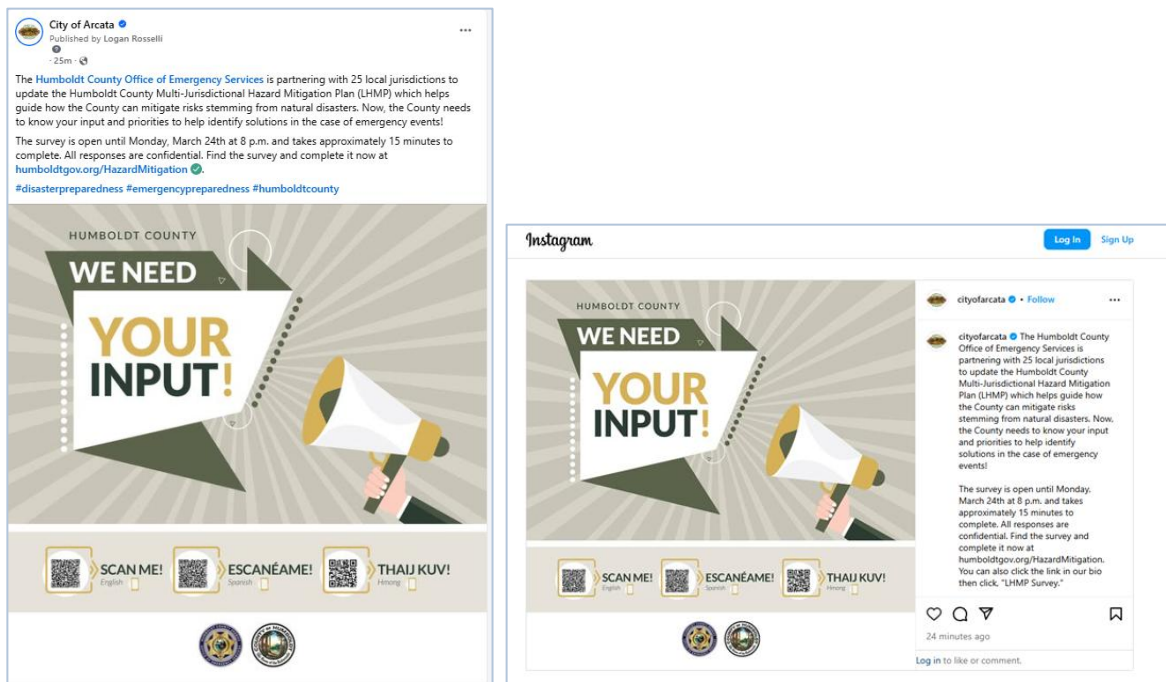 City of Arcata
Published by Logan Rosselli
· 25m ·
The Humboldt County Office of Emergency Services is partnering with 25 local jurisdictions to
update the Humboldt County Multi-Jurisdictional Hazard Mitigation Plan (LHMP) which helps
guide how the County can mitigate risks stemming from natural disasters. Now, the County needs
to know your input and priorities to help identify solutions in the case of emergency events!
The survey is open until Monday, March 24th at 8 p.m. and takes approximately 15 minutes to
complete. All responses are confidential. Find the survey and complete it now at
humboldtgov.org/HazardMitigation ✅.
#disasterpreparedness #emergencypreparedness #humboldtcounty
HUMBOLDT COUNTY
WE NEED
YOUR
INPUT!
SCAN ME!
English
ESCANÉAME!
Spanish
THAIJ KUV!
Hmong
Instagram
Log In
Sign Up
HUMBOLDT COUNTY
WE NEED
YOUR
INPUT!
SCAN ME!
English
ESCANÉAME!
Spanish
THAIJ KUV!
Hmong
cityofarcata • Follow
cityofarcata The Humboldt County
Office of Emergency Services is
partnering with 25 local jurisdictions
to update the Humboldt County
Multi-Jurisdictional Hazard Mitigation
Plan (LHMP) which helps guide how
the County can mitigate risks
stemming from natural disasters. Now,
the County needs to know your input
and priorities to help identify
solutions in the case of emergency
events!
The survey is open until Monday,
March 24th at 8 p.m. and takes
approximately 15 minutes to
complete. All responses are
confidential. Find the survey and
complete it now at
humboldtgov.org/HazardMitigation.
You can also click the link in our bio
then click, "LHMP Survey."
24 minutes ago
Log in to like or comment.